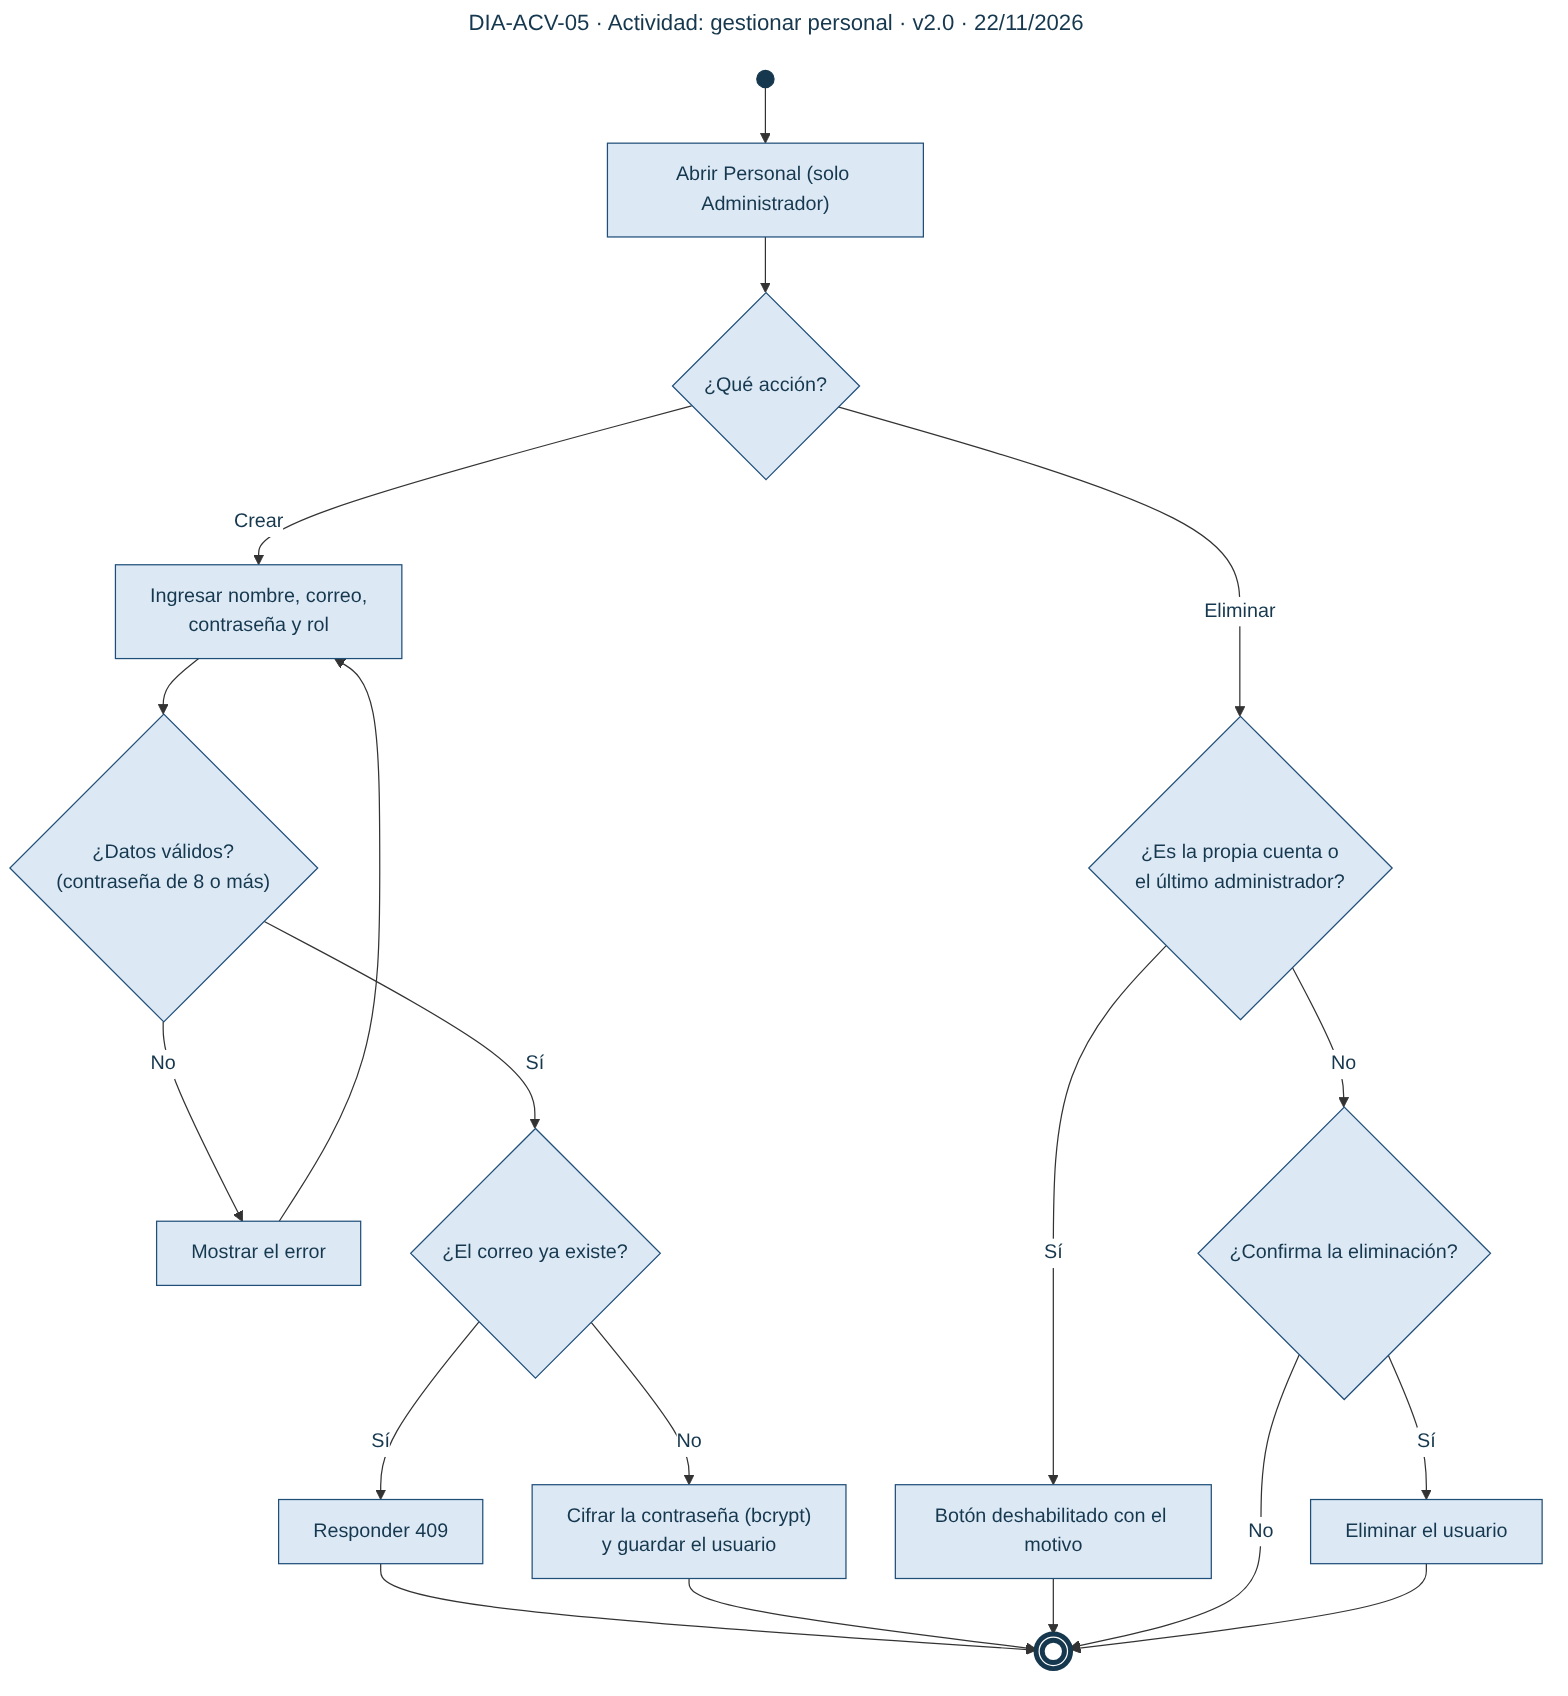 DIA-ACV-05 · Actividad: gestionar personal · v2.0 · 22/11/2026
Abrir Personal (solo
Administrador)
¿Qué acción?
Crear
Eliminar
Ingresar nombre, correo,
contraseña y rol
¿Datos válidos?
(contraseña de 8 o más)
¿Es la propia cuenta o
el último administrador?
No
Sí
No
Mostrar el error
¿El correo ya existe?
Sí
¿Confirma la eliminación?
Sí
No
Sí
Responder 409
Cifrar la contraseña (bcrypt)
y guardar el usuario
Botón deshabilitado con el
motivo
No
Eliminar el usuario